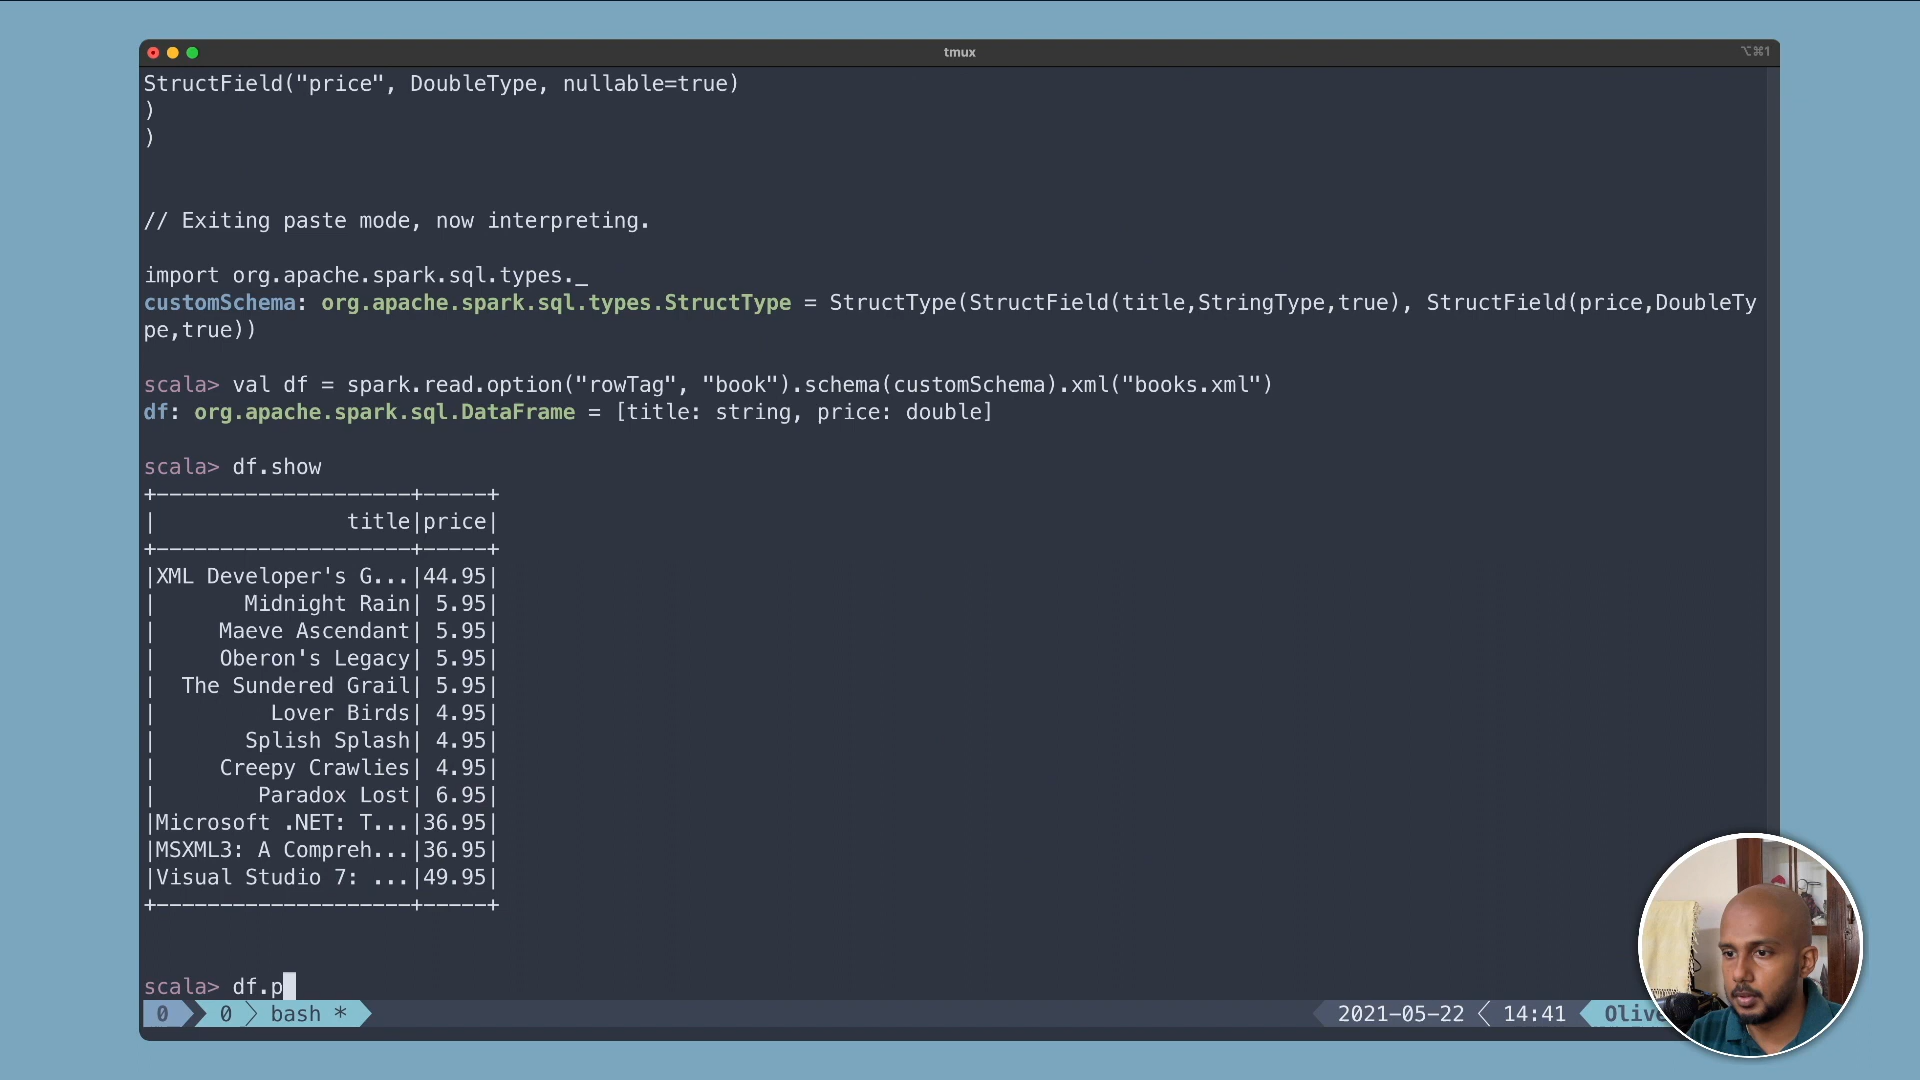 tmux
⌥⌘1
StructField("price", DoubleType, nullable=true)
)
)
// Exiting paste mode, now interpreting.
import org.apache.spark.sql.types._
customSchema: org.apache.spark.sql.types.StructType = StructType(StructField(title,StringType,true), StructField(price,DoubleTy
pe,true))
scala> val df = spark.read.option("rowTag", "book").schema(customSchema).xml("books.xml")
df: org.apache.spark.sql.DataFrame = [title: string, price: double]
scala> df.show
+--------------------+-----+
|               title|price|
+--------------------+-----+
|XML Developer's G...|44.95|
|       Midnight Rain| 5.95|
|     Maeve Ascendant| 5.95|
|     Oberon's Legacy| 5.95|
|  The Sundered Grail| 5.95|
|         Lover Birds| 4.95|
|       Splish Splash| 4.95|
|     Creepy Crawlies| 4.95|
|        Paradox Lost| 6.95|
|Microsoft .NET: T...|36.95|
|MSXML3: A Compreh...|36.95|
|Visual Studio 7: ...|49.95|
+--------------------+-----+
scala> df.p
0 0 bash * 2021-05-22 14:41